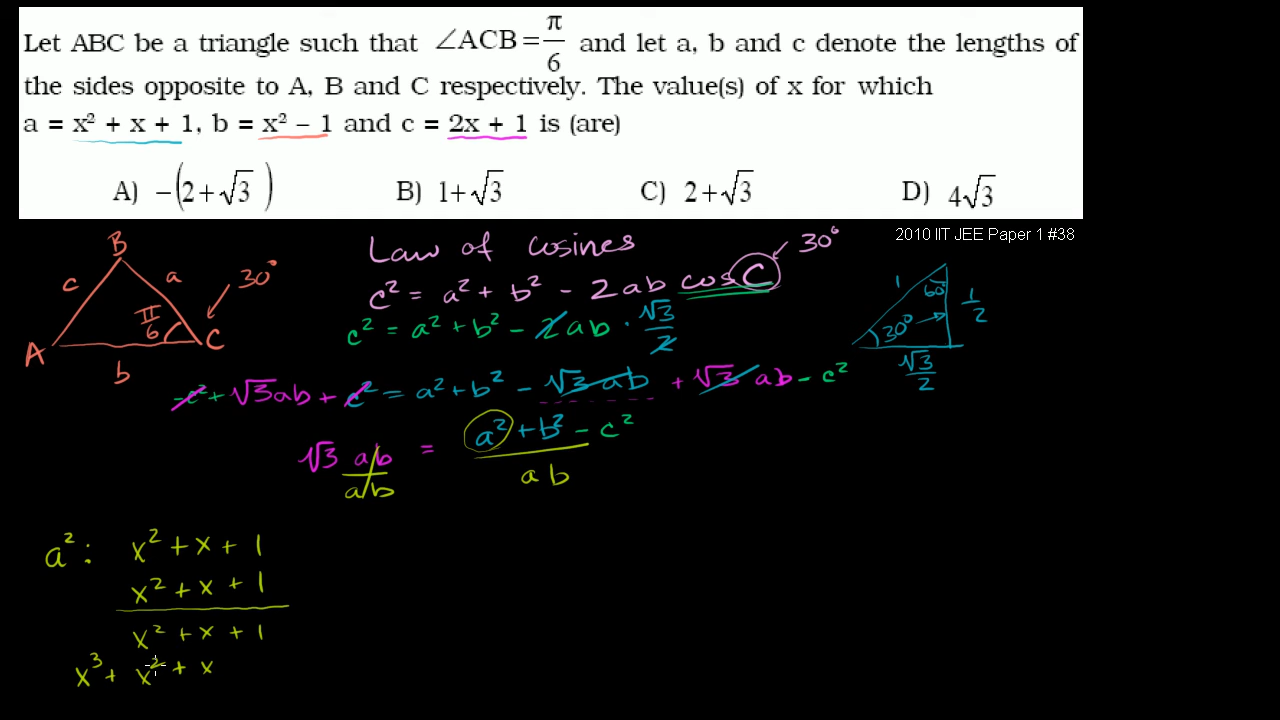 Let ABC be a triangle such that ∠ACB = π/6 and let a, b and c denote the lengths of
the sides opposite to A, B and C respectively. The value(s) of x for which
a = x² + x + 1, b = x² – 1 and c = 2x + 1 is (are)
A) −(2+√3) B) 1+√3 C) 2+√3 D) 4√3
2010 IIT JEE Paper 1 #38
B
c a 30°
π/6
A C
b
Law of cosines 30°
c² = a² + b² - 2ab cos C
c² = a² + b² - 2ab · √3/2
1 60° 1/2
30°
√3/2
-c² + √3ab + c² = a² + b² - √3ab + √3ab - c²
√3 ab/ab = (a² + b² - c²)/ab
a² : x² + x + 1
x² + x + 1
x² + x + 1
x³ + x² + x